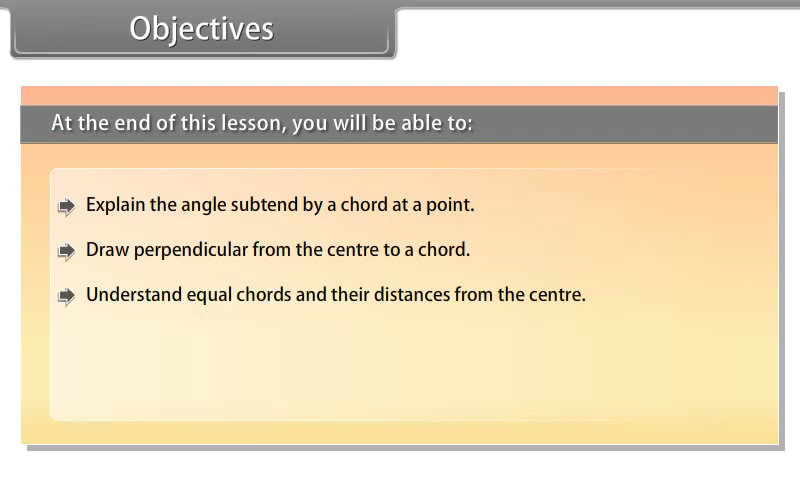 Objectives
At the end of this lesson, you will be able to:
Explain the angle subtend by a chord at a point.
Draw perpendicular from the centre to a chord.
Understand equal chords and their distances from the centre.